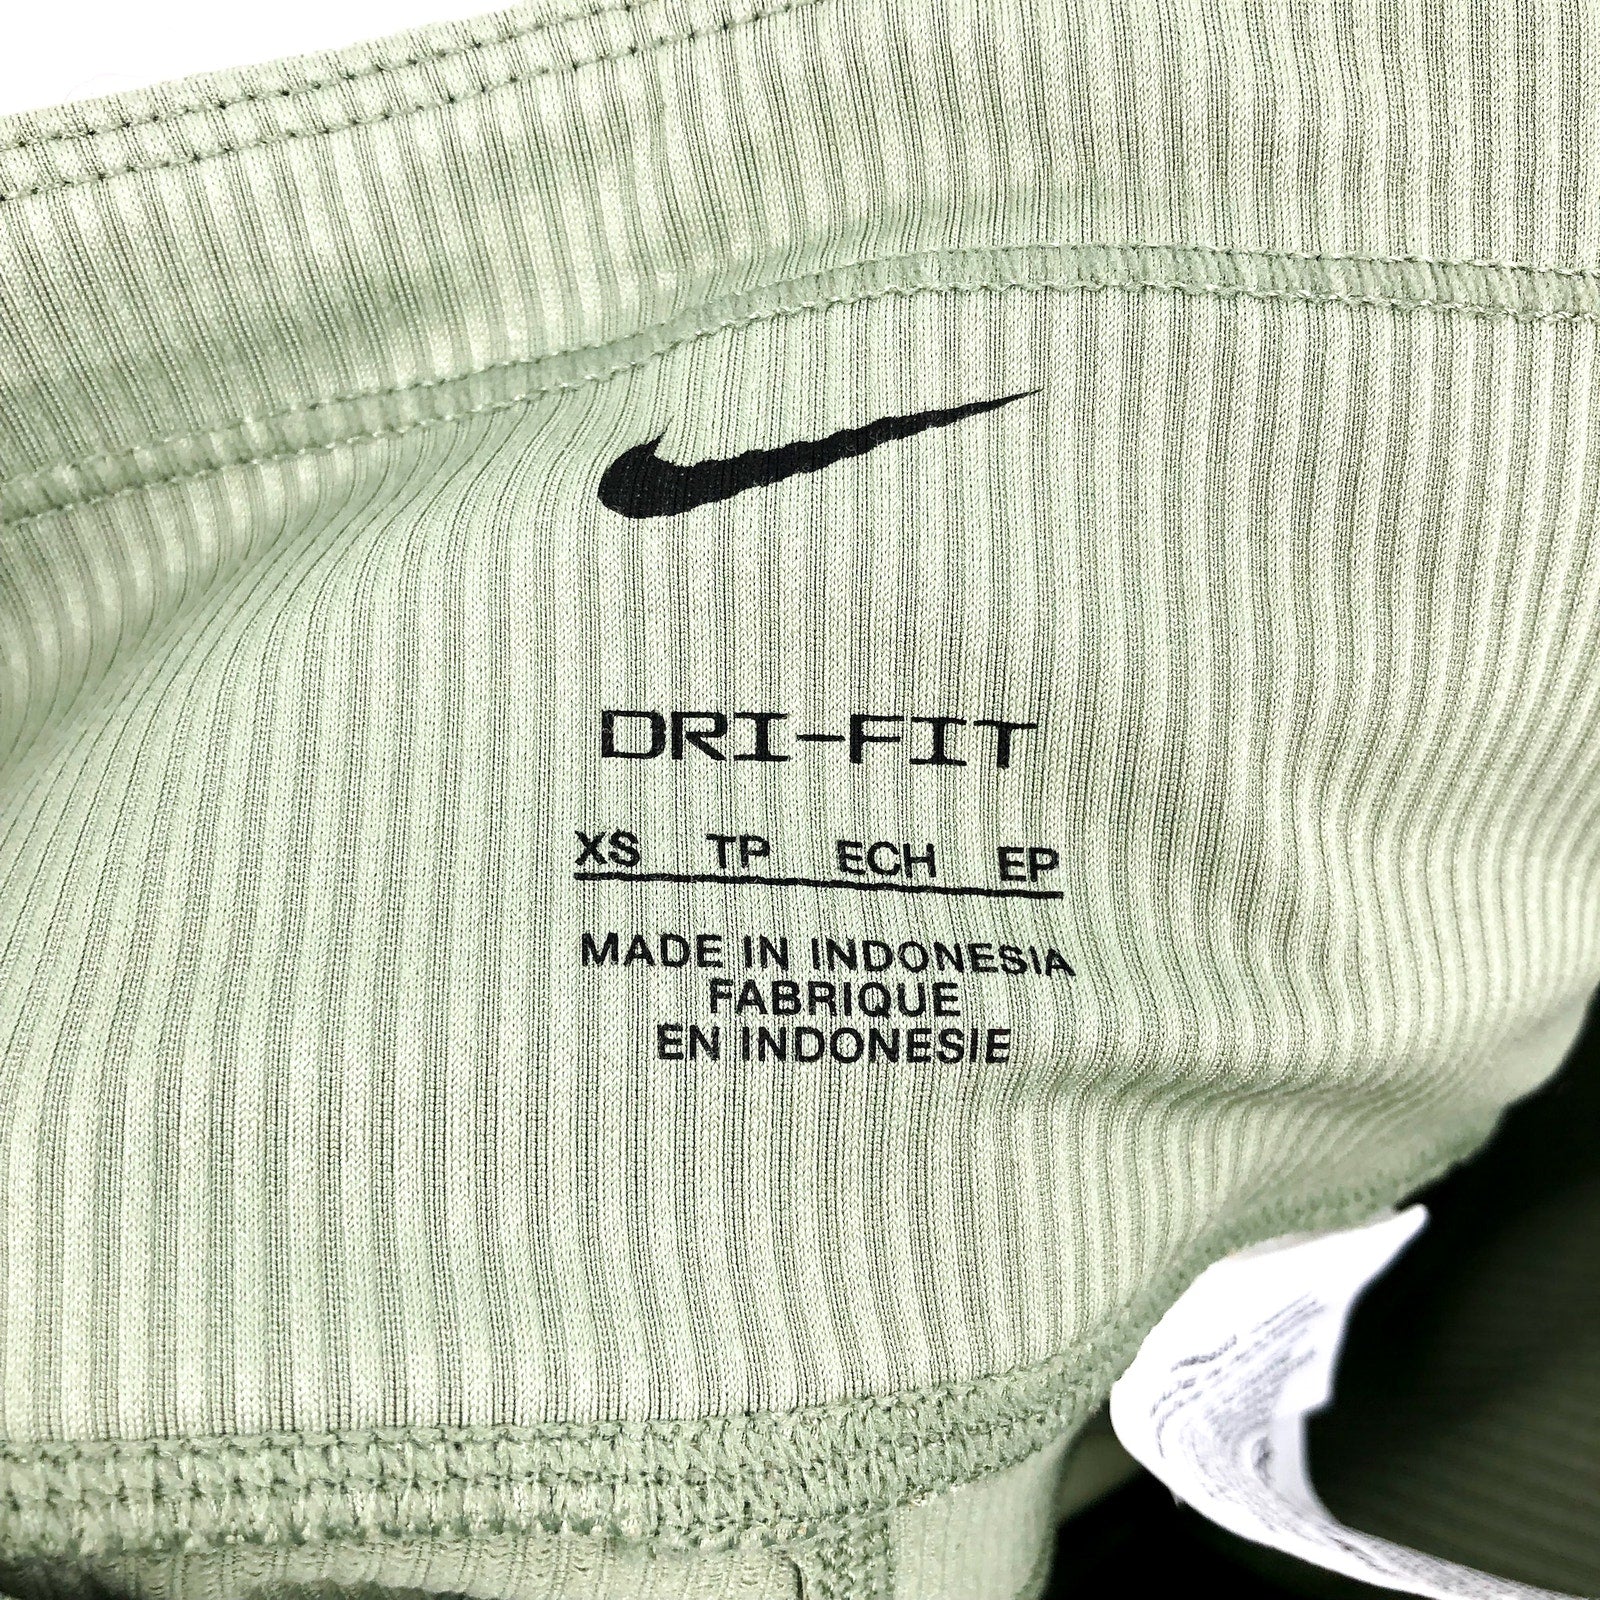 DRI-FIT
XS TP ECH EP
MADE IN INDONESIA
FABRIQUE
EN INDONESIE